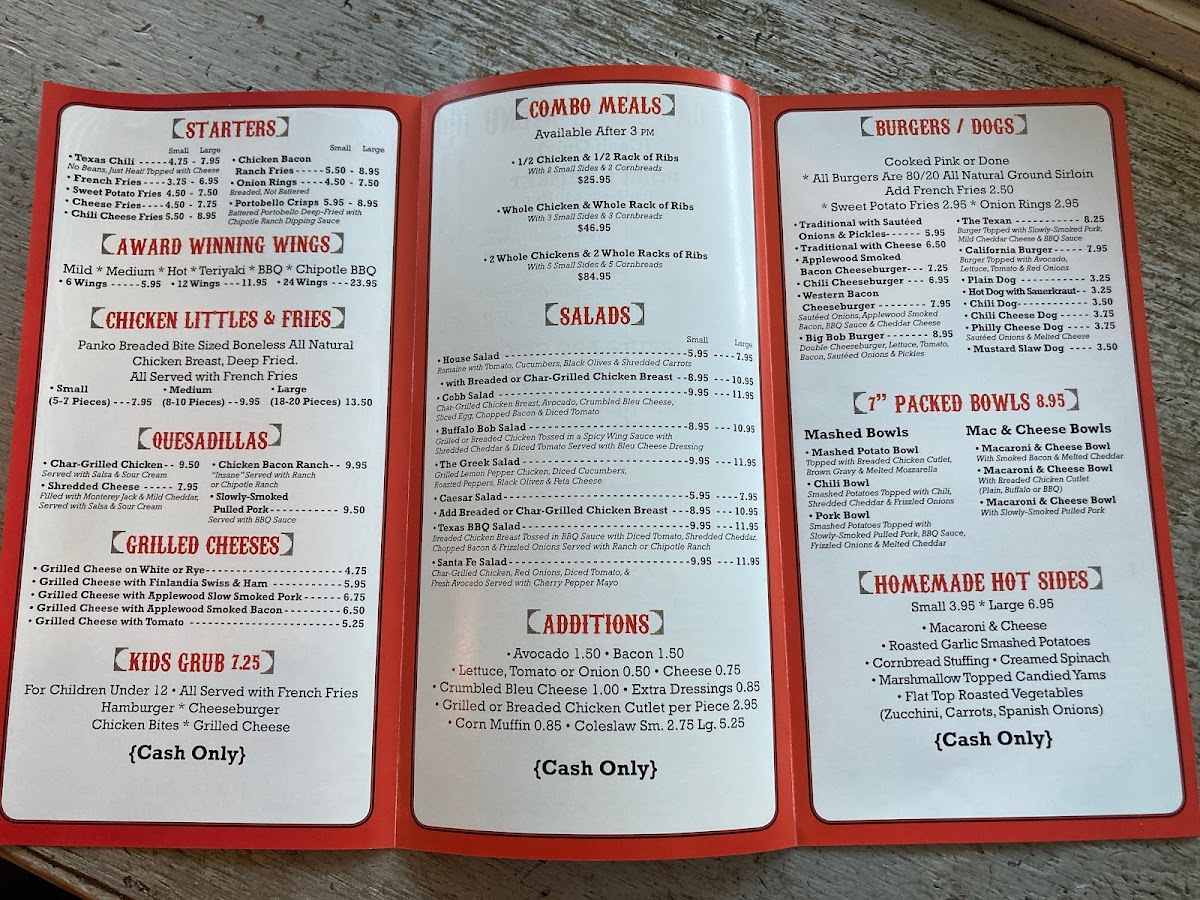 STARTERS
Small Large
• Texas Chili - - - - - 4.75 - 7.95
No Beans, Just Heat! Topped with Cheese
• French Fries - - - - 3.75 - 6.95
• Sweet Potato Fries 4.50 - 7.50
• Cheese Fries - - - - 4.50 - 7.75
• Chili Cheese Fries 5.50 - 8.95
Small Large
• Chicken Bacon
Ranch Fries - - - - - 5.50 - 8.95
• Onion Rings - - - - 4.50 - 7.50
Breaded, Not Battered
• Portobello Crisps 5.95 - 8.95
Battered Portobello Deep-Fried with
Chipotle Ranch Dipping Sauce
AWARD WINNING WINGS
Mild * Medium * Hot * Teriyaki * BBQ * Chipotle BBQ
• 6 Wings - - - - - 5.95 • 12 Wings - - - 11.95 • 24 Wings - - - 23.95
CHICKEN LITTLES & FRIES
Panko Breaded Bite Sized Boneless All Natural
Chicken Breast, Deep Fried.
All Served with French Fries
• Small • Medium • Large
(5-7 Pieces) - - - 7.95 (8-10 Pieces) - - 9.95 (18-20 Pieces) 13.50
QUESADILLAS
• Char-Grilled Chicken - - 9.50
Served with Salsa & Sour Cream
• Shredded Cheese - - - - 7.95
Filled with Monterey Jack & Mild Cheddar,
Served with Salsa & Sour Cream
• Chicken Bacon Ranch - - 9.95
"Insane" Served with Ranch
or Chipotle Ranch
• Slowly-Smoked
Pulled Pork - - - - - - - - 9.50
Served with BBQ Sauce
GRILLED CHEESES
• Grilled Cheese on White or Rye - - - - - - - - 4.75
• Grilled Cheese with Finlandia Swiss & Ham - - - - - - 5.95
• Grilled Cheese with Applewood Slow Smoked Pork - - - - - - 6.75
• Grilled Cheese with Applewood Smoked Bacon - - - - - - - - 6.50
• Grilled Cheese with Tomato - - - - - - - - 5.25
KIDS GRUB 7.25
For Children Under 12 • All Served with French Fries
Hamburger * Cheeseburger
Chicken Bites * Grilled Cheese
{Cash Only}
COMBO MEALS
Available After 3 PM
• 1/2 Chicken & 1/2 Rack of Ribs
With 2 Small Sides & 2 Cornbreads
$25.95
• Whole Chicken & Whole Rack of Ribs
With 3 Small Sides & 3 Cornbreads
$46.95
• 2 Whole Chickens & 2 Whole Racks of Ribs
With 5 Small Sides & 5 Cornbreads
$84.95
SALADS
Small Large
• House Salad - - - - - - - - 5.95 - - - 7.95
Romaine with Tomato, Cucumbers, Black Olives & Shredded Carrots
• with Breaded or Char-Grilled Chicken Breast - - 8.95 - - - 10.95
• Cobb Salad - - - - - - - - 9.95 - - - 11.95
Char-Grilled Chicken Breast, Avocado, Crumbled Bleu Cheese,
Sliced Egg, Chopped Bacon & Diced Tomato
• Buffalo Bob Salad - - - - - - - - 8.95 - - - 10.95
Grilled or Breaded Chicken Tossed in a Spicy Wing Sauce with
Shredded Cheddar & Diced Tomato Served with Bleu Cheese Dressing
• The Greek Salad - - - - - - - - 9.95 - - - 11.95
Grilled Lemon Pepper Chicken, Diced Cucumbers,
Roasted Peppers, Black Olives & Feta Cheese
• Caesar Salad - - - - - - - - 5.95 - - - 7.95
• Add Breaded or Char-Grilled Chicken Breast - - - 8.95 - - 10.95
• Texas BBQ Salad - - - - - - - - 9.95 - - - 11.95
Breaded Chicken Breast Tossed in BBQ Sauce with Diced Tomato, Shredded Cheddar,
Chopped Bacon & Frizzled Onions Served with Ranch or Chipotle Ranch
• Santa Fe Salad - - - - - - - - 9.95 - - - 11.95
Char-Grilled Chicken, Red Onions, Diced Tomato, &
Fresh Avocado Served with Cherry Pepper Mayo
ADDITIONS
• Avocado 1.50 • Bacon 1.50
• Lettuce, Tomato or Onion 0.50 • Cheese 0.75
• Crumbled Bleu Cheese 1.00 • Extra Dressings 0.85
• Grilled or Breaded Chicken Cutlet per Piece 2.95
• Corn Muffin 0.85 • Coleslaw Sm. 2.75 Lg. 5.25
{Cash Only}
BURGERS / DOGS
Cooked Pink or Done
* All Burgers Are 80/20 All Natural Ground Sirloin
Add French Fries 2.50
* Sweet Potato Fries 2.95 * Onion Rings 2.95
• Traditional with Sautéed
Onions & Pickles - - - - - - 5.95
• Traditional with Cheese 6.50
• Applewood Smoked
Bacon Cheeseburger - - - 7.25
• Chili Cheeseburger - - - 6.95
• Western Bacon
Cheeseburger - - - - - - - - 7.95
Sautéed Onions, Applewood Smoked
Bacon, BBQ Sauce & Cheddar Cheese
• Big Bob Burger - - - - - - - 8.95
Double Cheeseburger, Lettuce, Tomato,
Bacon, Sautéed Onions & Pickles
• The Texan - - - - - - - - - - - 8.25
Burger Topped with Slowly-Smoked Pork,
Mild Cheddar Cheese & BBQ Sauce
• California Burger - - - - - 7.95
Burger Topped with Avocado,
Lettuce, Tomato & Red Onions
• Plain Dog - - - - - - - - - - - 3.25
• Hot Dog with Sauerkraut - - 3.25
• Chili Dog - - - - - - - - - - - 3.50
• Chili Cheese Dog - - - - - 3.75
• Philly Cheese Dog - - - - 3.75
Sautéed Onions & Melted Cheese
• Mustard Slaw Dog - - - - 3.50
7" PACKED BOWLS 8.95
Mashed Bowls
• Mashed Potato Bowl
Topped with Breaded Chicken Cutlet,
Brown Gravy & Melted Mozzarella
• Chili Bowl
Smashed Potatoes Topped with Chili,
Shredded Cheddar & Frizzled Onions
• Pork Bowl
Smashed Potatoes Topped with
Slowly-Smoked Pulled Pork, BBQ Sauce,
Frizzled Onions & Melted Cheddar
Mac & Cheese Bowls
• Macaroni & Cheese Bowl
With Smoked Bacon & Melted Cheddar
• Macaroni & Cheese Bowl
With Breaded Chicken Cutlet
(Plain, Buffalo or BBQ)
• Macaroni & Cheese Bowl
With Slowly-Smoked Pulled Pork
HOMEMADE HOT SIDES
Small 3.95 * Large 6.95
• Macaroni & Cheese
• Roasted Garlic Smashed Potatoes
• Cornbread Stuffing • Creamed Spinach
• Marshmallow Topped Candied Yams
• Flat Top Roasted Vegetables
(Zucchini, Carrots, Spanish Onions)
{Cash Only}